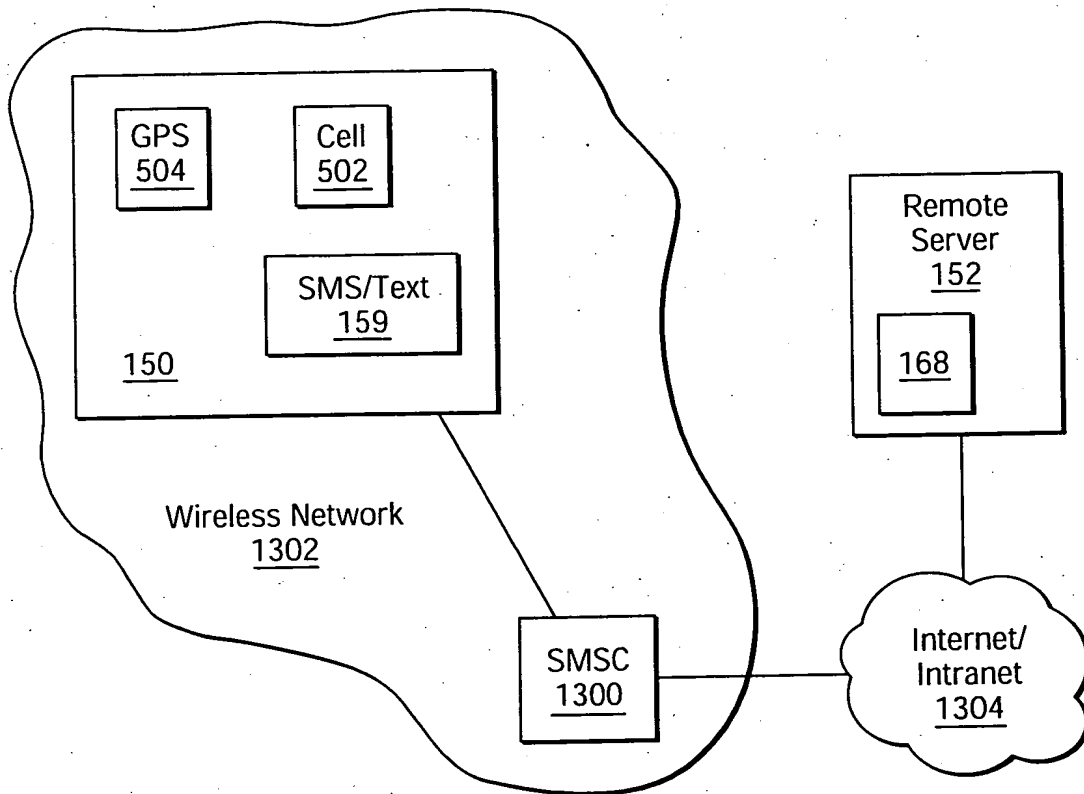 GPS
504
Cell
502
SMS/Text
159
150
Remote
Server
152
168
Wireless Network
1302
SMSC
1300
Internet/
Intranet
1304